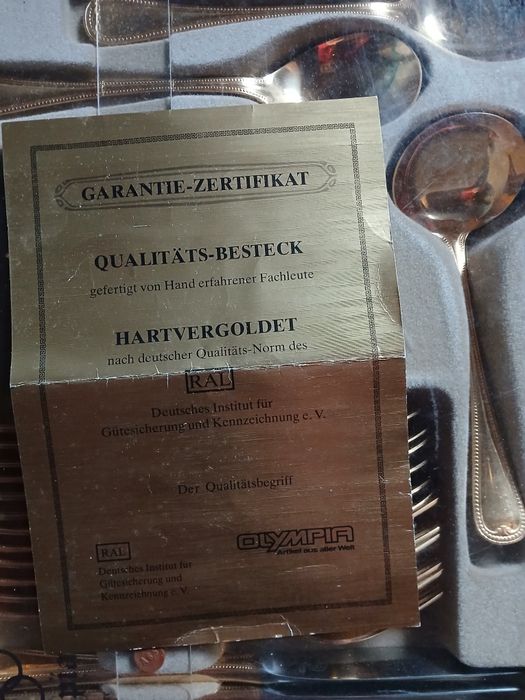 GARANTIE-ZERTIFIKAT
QUALITÄTS-BESTECK
gefertigt von Hand erfahrener Fachleute
HARTVERGOLDET
nach deutscher Qualitäts-Norm des
RAL
Deutsches Institut für
Gütesicherung und Kennzeichnung e. V.
Der Qualitätsbegriff
RAL
Deutsches Institut für
Gütesicherung und
Kennzeichnung e. V.
OLYMPIA
Artikel aus aller Welt